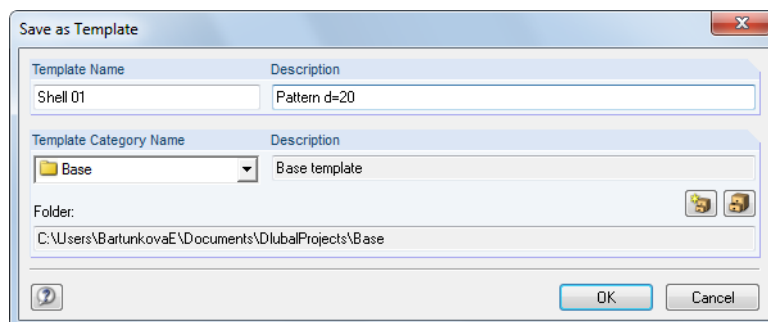 Save as Template
Template Name Description
Shell 01 Pattern d=20
Template Category Name Description
Base Base template
Folder:
C:\Users\BartunkovaE\Documents\DlubalProjects\Base
OK Cancel